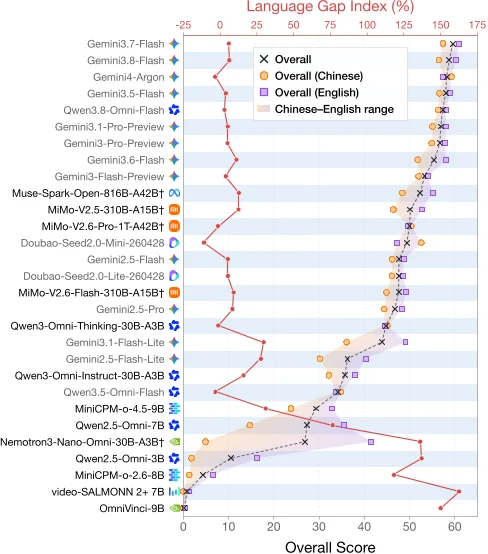 Language Gap Index (%)
-25 0 25 50 75 100 125 150 175
Gemini3.7-Flash
Gemini3.8-Flash
Gemini4-Argon
Gemini3.5-Flash
Qwen3.8-Omni-Flash
Gemini3.1-Pro-Preview
Gemini3-Pro-Preview
Gemini3.6-Flash
Gemini3-Flash-Preview
Muse-Spark-Open-816B-A42B†
MiMo-V2.5-310B-A15B†
MiMo-V2.6-Pro-1T-A42B†
Doubao-Seed2.0-Mini-260428
Gemini2.5-Flash
Doubao-Seed2.0-Lite-260428
MiMo-V2.6-Flash-310B-A15B†
Gemini2.5-Pro
Qwen3-Omni-Thinking-30B-A3B
Gemini3.1-Flash-Lite
Gemini2.5-Flash-Lite
Qwen3-Omni-Instruct-30B-A3B
Qwen3.5-Omni-Flash
MiniCPM-o-4.5-9B
Qwen2.5-Omni-7B
Nemotron3-Nano-Omni-30B-A3B†
Qwen2.5-Omni-3B
MiniCPM-o-2.6-8B
video-SALMONN 2+ 7B
OmniVinci-9B
Overall
Overall (Chinese)
Overall (English)
Chinese–English range
0 10 20 30 40 50 60
Overall Score